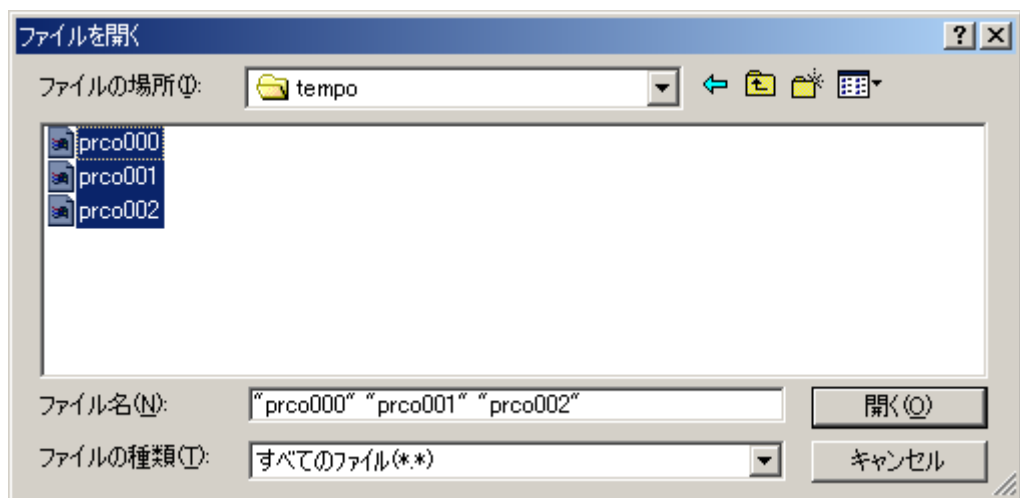 ファイルを開く
ファイルの場所(I):
tempo
prco000
prco001
prco002
ファイル名(N):
"prco000" "prco001" "prco002"
開く(O)
ファイルの種類(T):
すべてのファイル(*.*)
キャンセル